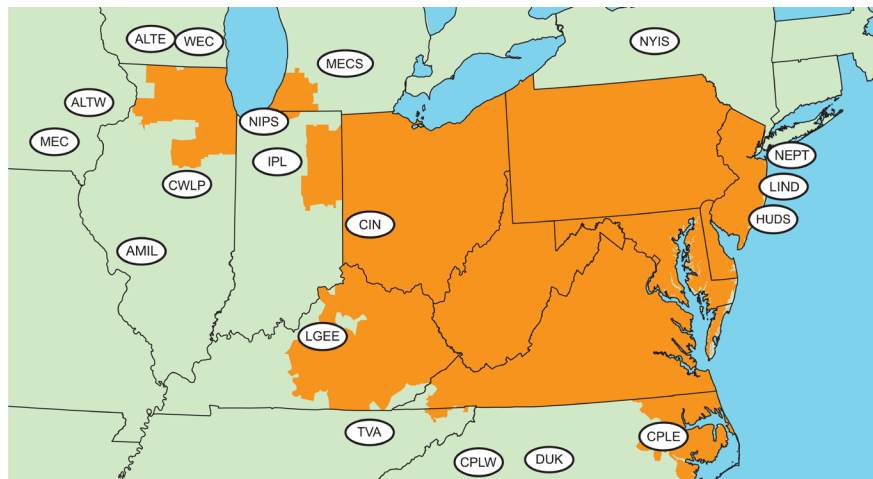 ALTE
WEC
NYIS
MECS
ALTW
NIPS
MEC
NEPT
IPL
CWLP
LIND
HUDS
CIN
AMIL
LGEE
TVA
CPLE
CPLW
DUK